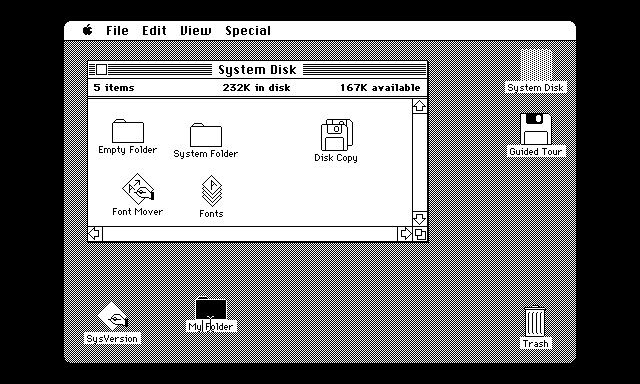 File Edit View Special
System Disk
5 items 232K in disk 167K available
Empty Folder
System Folder
Disk Copy
Font Mover
Fonts
System Disk
Guided Tour
SysVersion
My Folder
Trash